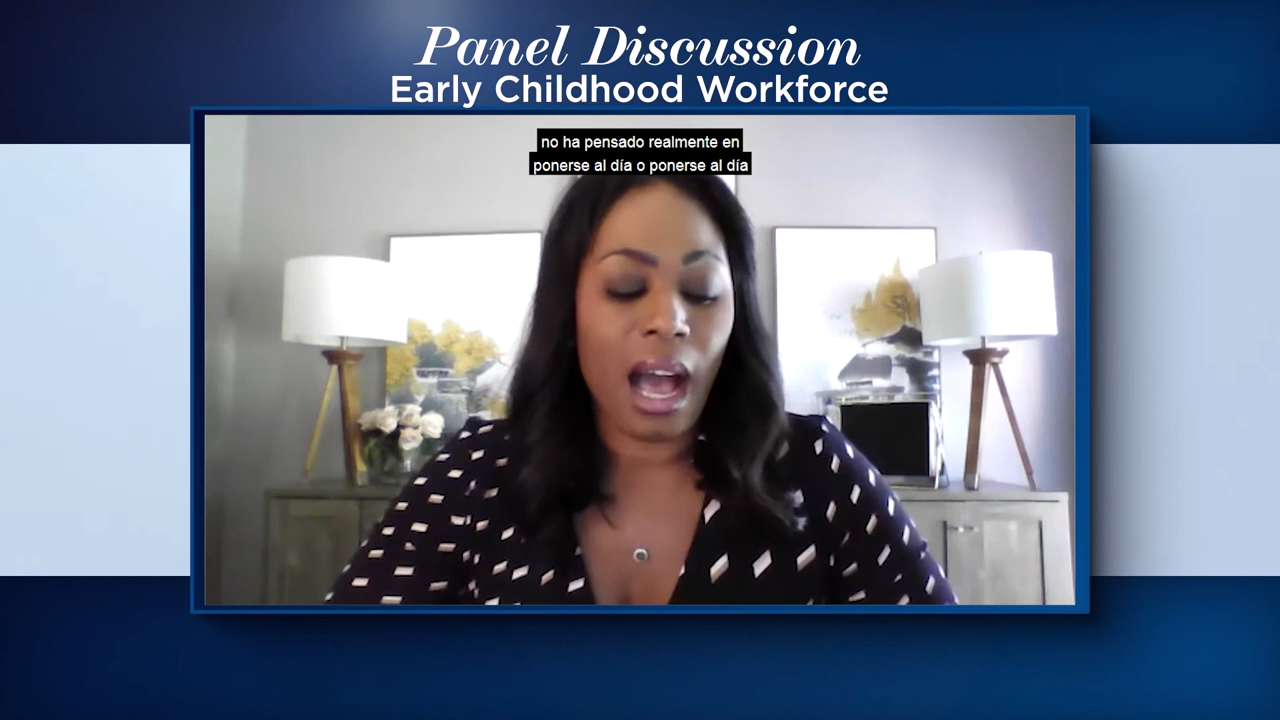 Panel Discussion
Early Childhood Workforce
no ha pensado realmente en
ponerse al día o ponerse al día